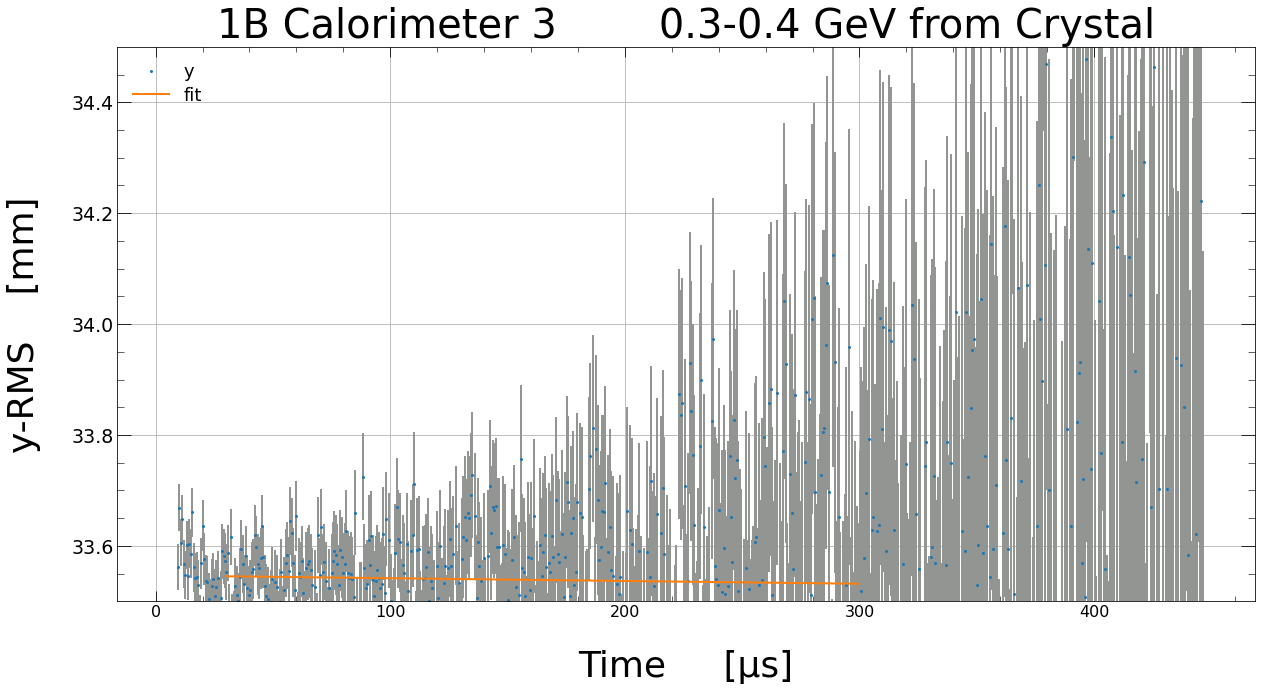 1B Calorimeter 3 0.3-0.4 GeV from Crystal
y
fit
y-RMS [mm]
34.4
34.2
34.0
33.8
33.6
0 100 200 300 400
Time [µs]